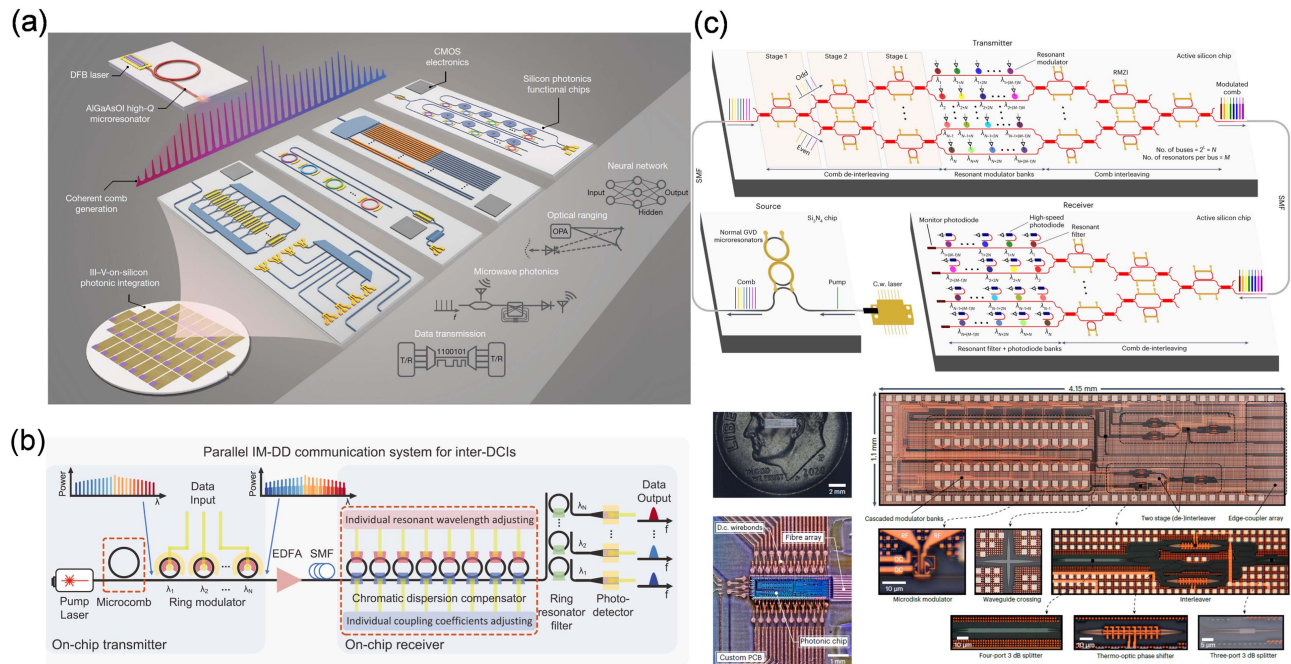 (a)
DFB laser
AlGaAsOI high-Q
microresonator
Coherent comb
generation
III–V-on-silicon
photonic integration
CMOS
electronics
Silicon photonics
functional chips
Neural network
Input
Output
Hidden
Optical ranging
OPA
Microwave photonics
Data transmission
T/R
1100101
T/R
(b)
Parallel IM-DD communication system for inter-DCIs
Power
λ
Data
Input
Power
λ
EDFA
SMF
Individual resonant wavelength adjusting
Chromatic dispersion compensator
Individual coupling coefficients adjusting
λN
λ2
λ1
Data
Output
f
f
f
Pump
Laser
Microcomb
λ1
λ2
...
λN
Ring modulator
Ring
resonator
filter
Photo-
detector
On-chip transmitter
On-chip receiver
(c)
Transmitter
Stage 1
Stage 2
Stage L
Resonant
modulator
Active silicon chip
Odd
Even
RMZI
Modulated
comb
No. of buses = 2^L = N
No. of resonators per bus = M
Comb de-interleaving
Resonant modulator banks
Comb interleaving
SMF
SMF
Source
Si3N4 chip
Normal GVD
microresonators
Comb
Pump
C.w. laser
Receiver
Active silicon chip
Monitor photodiode
High-speed
photodiode
Resonant
filter
Resonant filter + photodiode banks
Comb de-interleaving
2 mm
4.15 mm
1.1 mm
Cascaded modulator banks
Two stage (de-)interleaver
Edge-coupler array
D.c. wirebonds
Fibre array
Photonic chip
Custom PCB
1 mm
10 µm
Microdisk modulator
Waveguide crossing
Interleaver
10 µm
Four-port 3 dB splitter
Thermo-optic phase shifter
5 µm
Three-port 3 dB splitter